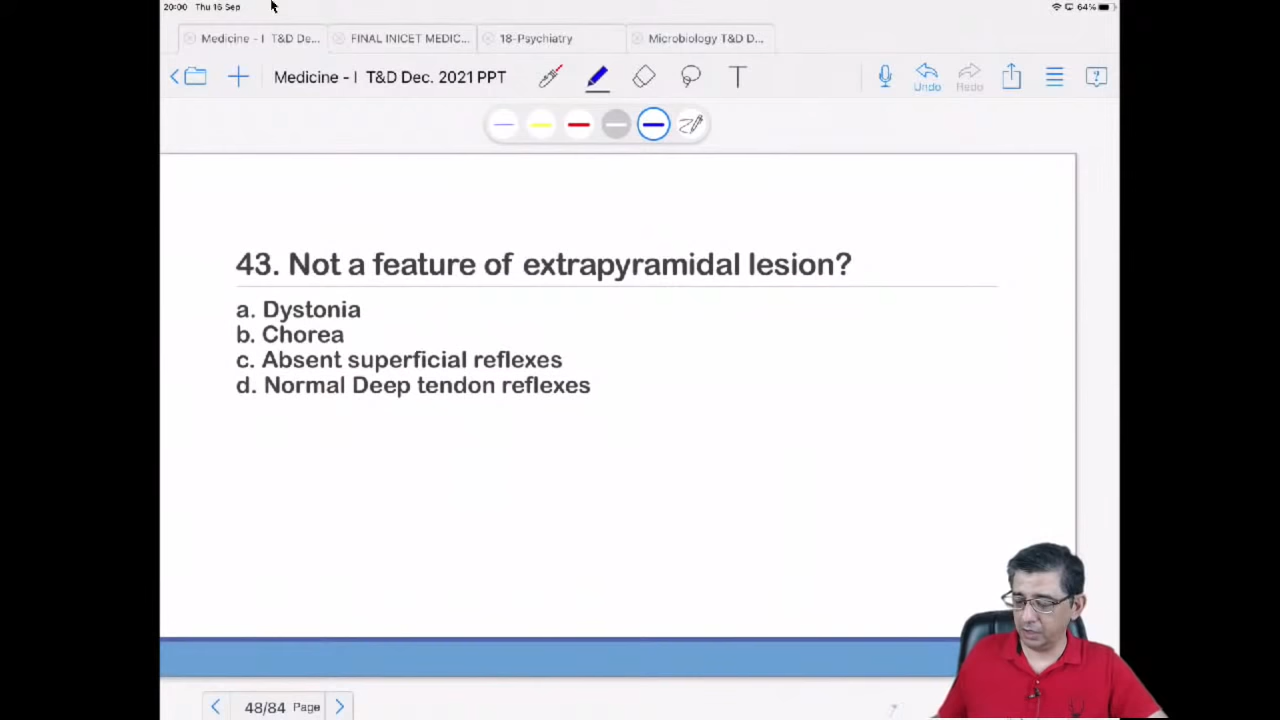 20:00 Thu 16 Sep
64%
Medicine - I T&D De...
FINAL INICET MEDIC...
18-Psychiatry
Microbiology T&D D...
Medicine - I T&D Dec. 2021 PPT
T
Undo
Redo
?
43. Not a feature of extrapyramidal lesion?
a. Dystonia
b. Chorea
c. Absent superficial reflexes
d. Normal Deep tendon reflexes
48/84 Page